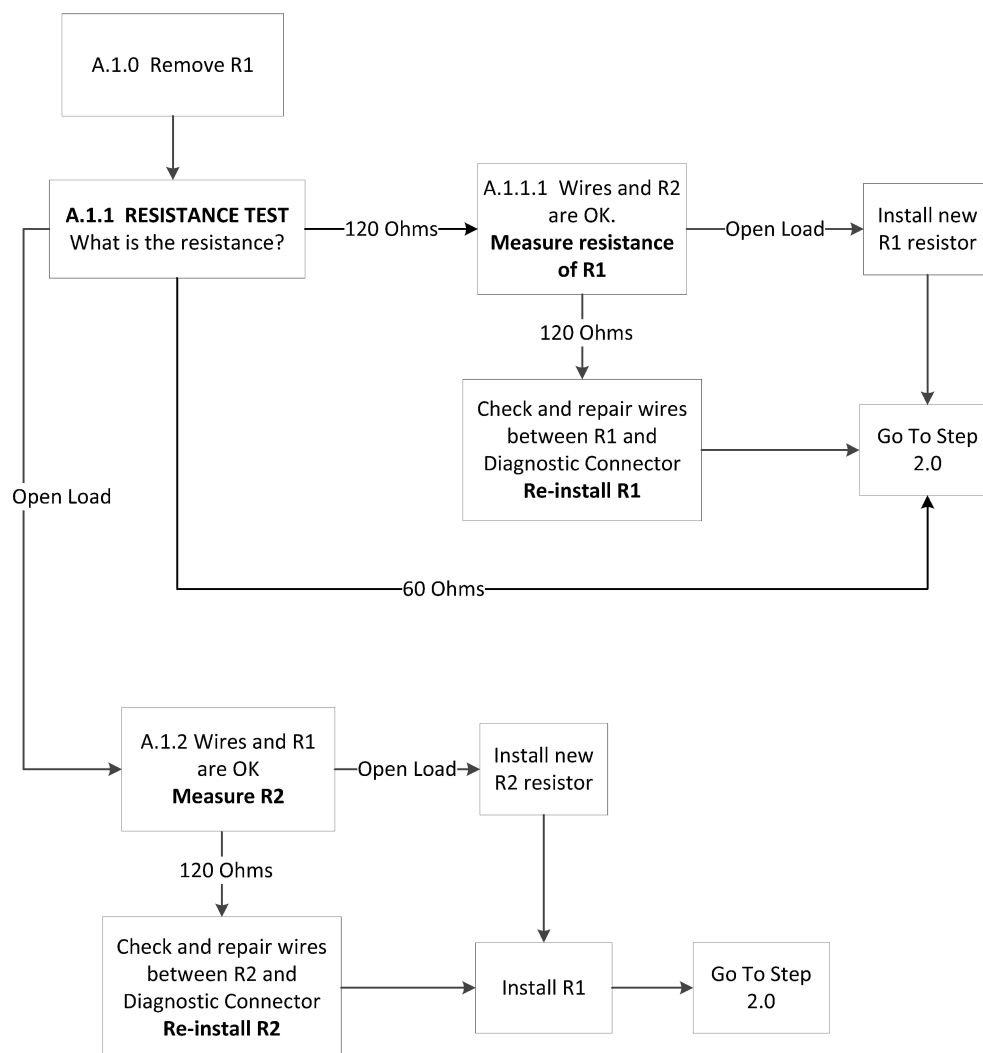 A.1.0  Remove R1
A.1.1  RESISTANCE TEST
What is the resistance?
120 Ohms
A.1.1.1  Wires and R2
are OK.
Measure resistance
of R1
Open Load
Install new
R1 resistor
120 Ohms
Check and repair wires
between R1 and
Diagnostic Connector
Re-install R1
Go To Step
2.0
Open Load
60 Ohms
A.1.2 Wires and R1
are OK
Measure R2
Open Load
Install new
R2 resistor
120 Ohms
Check and repair wires
between R2 and
Diagnostic Connector
Re-install R2
Install R1
Go To Step
2.0